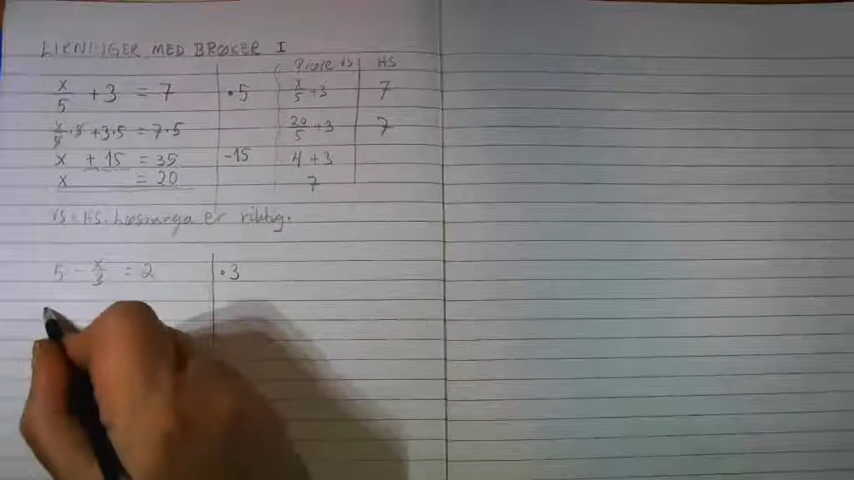 LIKNINGER MED BRØKER I
Prøve VS HS
x/5 + 3 = 7 | ·5 | x/5 + 3 | 7
x/5 · 5 + 3·5 = 7·5 | 20/5 + 3 | 7
x + 15 = 35 | -15 | 4 + 3
x = 20 | 7
VS = HS. Løsninga er riktig.
5 - x/3 = 2 | ·3